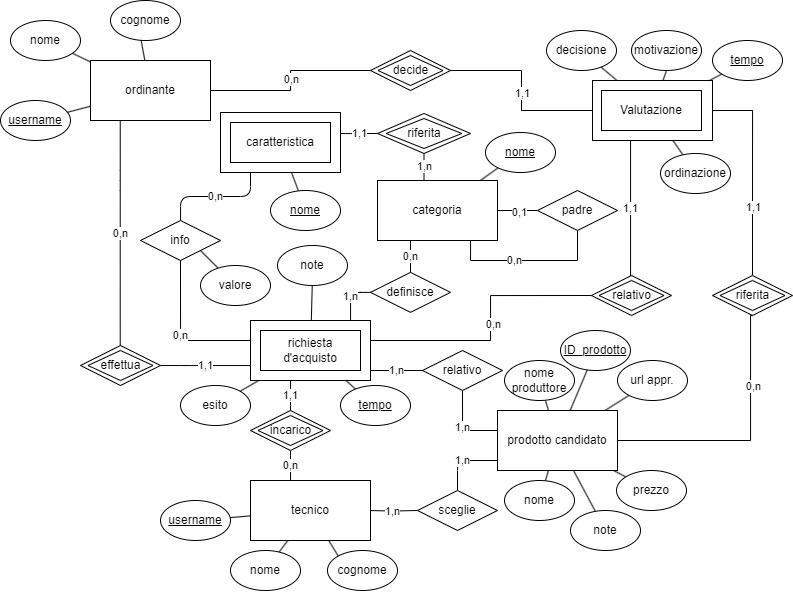 cognome
nome
ordinante
username
0,n
decide
1,1
decisione
motivazione
tempo
Valutazione
ordinazione
caratteristica
1,1
riferita
1,n
nome
nome
categoria
0,1
padre
0,n
0,n
info
valore
0,n
0,n
note
0,n
definisce
1,n
1,1
relativo
0,n
1,1
riferita
0,n
0,n
effettua
1,1
richiesta
d'acquisto
esito
tempo
1,1
incarico
0,n
1,n
relativo
1,n
ID_prodotto
nome
produttore
url appr.
prodotto candidato
prezzo
nome
note
1,n
sceglie
1,n
tecnico
username
nome
cognome